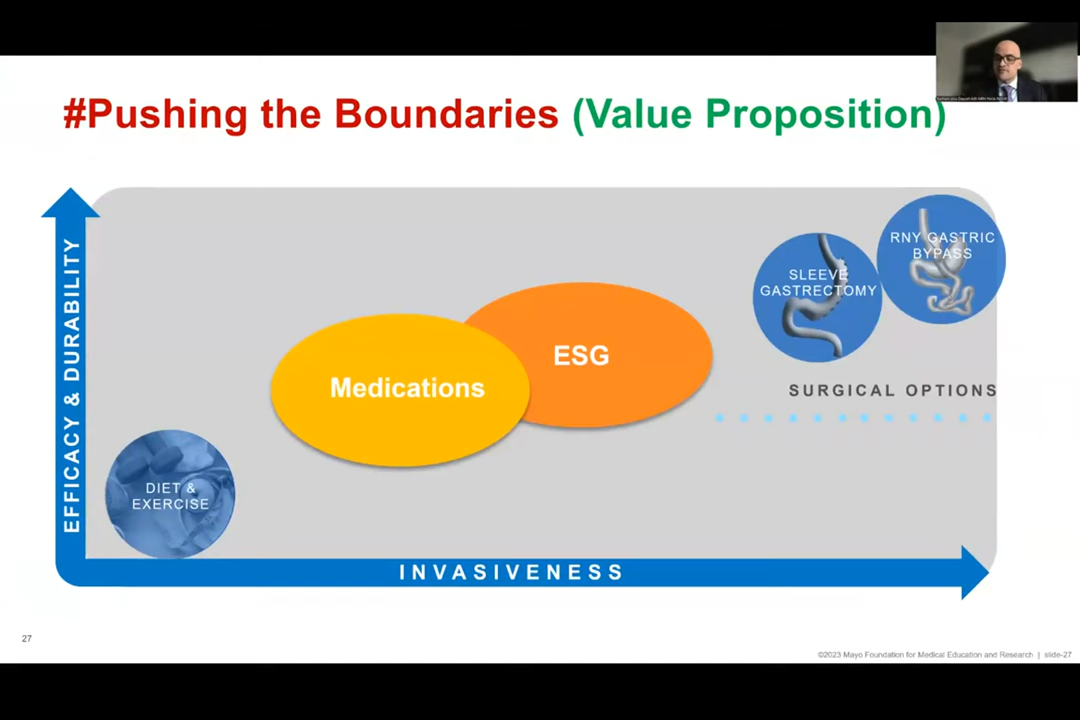 #Pushing the Boundaries (Value Proposition)
EFFICACY & DURABILITY
RNY GASTRIC
BYPASS
SLEEVE
GASTRECTOMY
ESG
Medications
SURGICAL OPTIONS
DIET &
EXERCISE
INVASIVENESS
27
©2023 Mayo Foundation for Medical Education and Research | slide-27